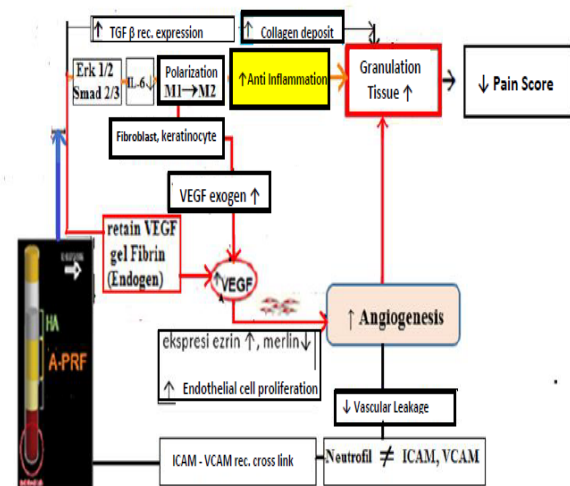 ↑ TGF β rec. expression
↑ Collagen deposit
Erk 1/2
Smad 2/3
IL-6↓
Polarization
M1→M2
↑Anti Inflammation
Granulation
Tissue ↑
↓ Pain Score
Fibroblast, keratinocyte
VEGF exogen ↑
retain VEGF
gel Fibrin
(Endogen)
↑VEGF
↑ Angiogenesis
HA
A-PRF
ekspresi ezrin ↑, merlin↓
↑ Endothelial cell proliferation
↓ Vascular Leakage
ICAM - VCAM rec. cross link
Neutrofil ≠ ICAM, VCAM